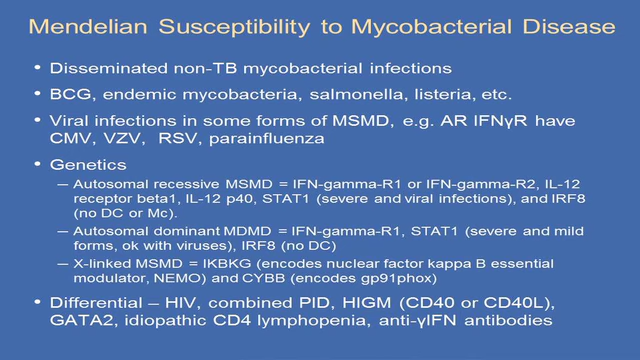 Mendelian Susceptibility to Mycobacterial Disease
• Disseminated non-TB mycobacterial infections
• BCG, endemic mycobacteria, salmonella, listeria, etc.
• Viral infections in some forms of MSMD, e.g. AR IFNγR have
CMV, VZV, RSV, parainfluenza
• Genetics
– Autosomal recessive MSMD = IFN-gamma-R1 or IFN-gamma-R2, IL-12
receptor beta1, IL-12 p40, STAT1 (severe and viral infections), and IRF8
(no DC or Mc).
– Autosomal dominant MDMD = IFN-gamma-R1, STAT1 (severe and mild
forms, ok with viruses), IRF8 (no DC)
– X-linked MSMD = IKBKG (encodes nuclear factor kappa B essential
modulator, NEMO) and CYBB (encodes gp91phox)
• Differential – HIV, combined PID, HIGM (CD40 or CD40L),
GATA2, idiopathic CD4 lymphopenia, anti-γIFN antibodies